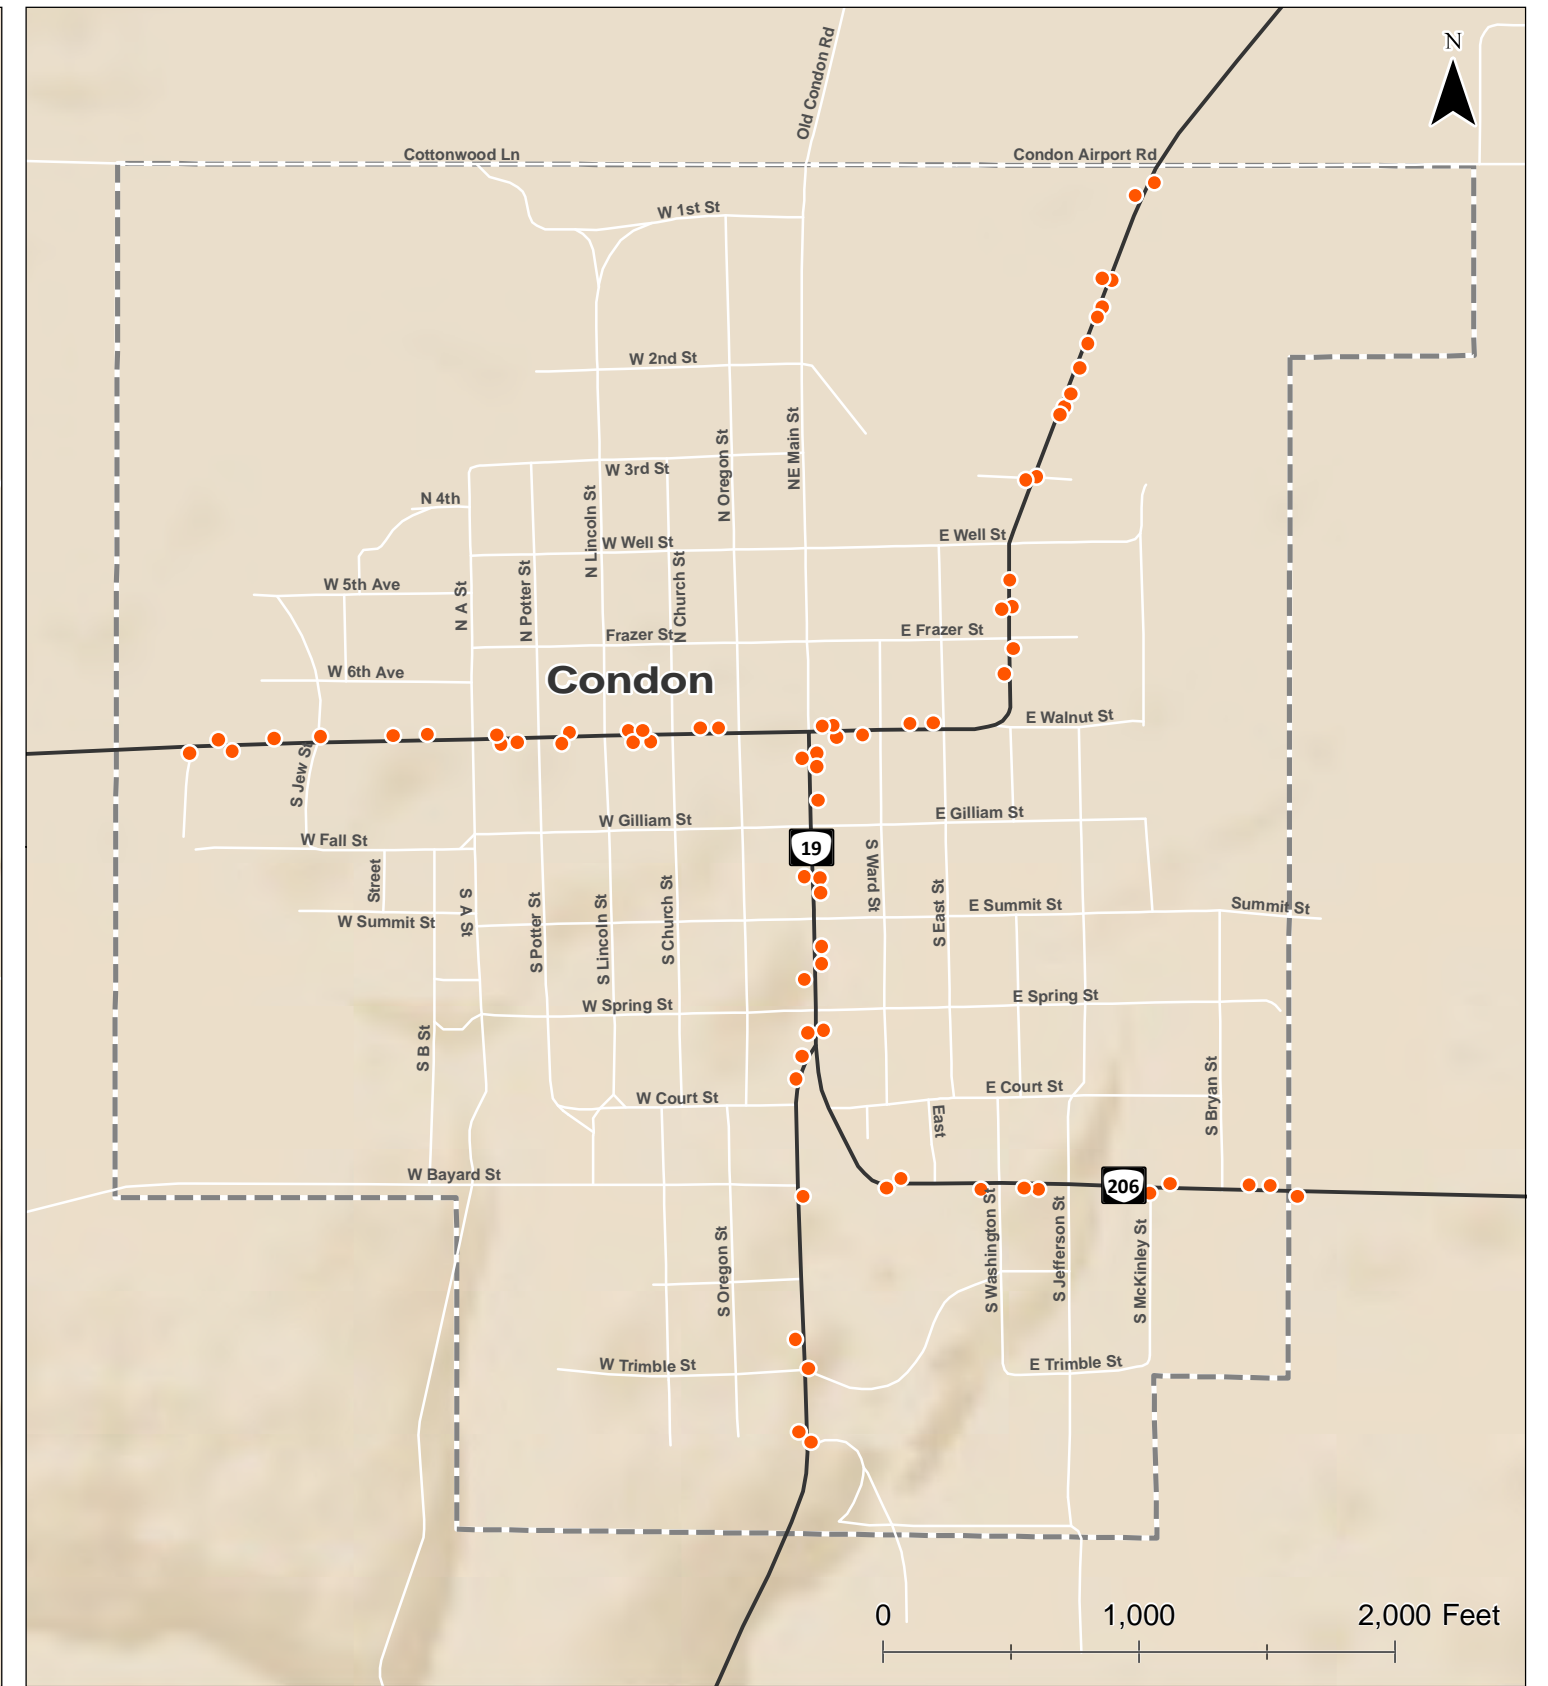 Old Condon Rd
N
Cottonwood Ln
Condon Airport Rd
W 1st St
W 2nd St
NE Main St
N Oregon St
W 3rd St
N 4th
N Lincoln St
W Well St
E Well St
N Church St
N Potter St
W 5th Ave
N A St
Frazer St
E Frazer St
W 6th Ave
Condon
E Walnut St
S Jew St
W Gilliam St
E Gilliam St
W Fall St
19
Street
S Ward St
S A St
S Potter St
S Lincoln St
S Church St
S East St
E Summit St
Summit St
W Summit St
W Spring St
E Spring St
S B St
S Bryan St
W Court St
E Court St
East
W Bayard St
206
S Oregon St
S Washington St
S Jefferson St
S McKinley St
W Trimble St
E Trimble St
0 1,000 2,000 Feet